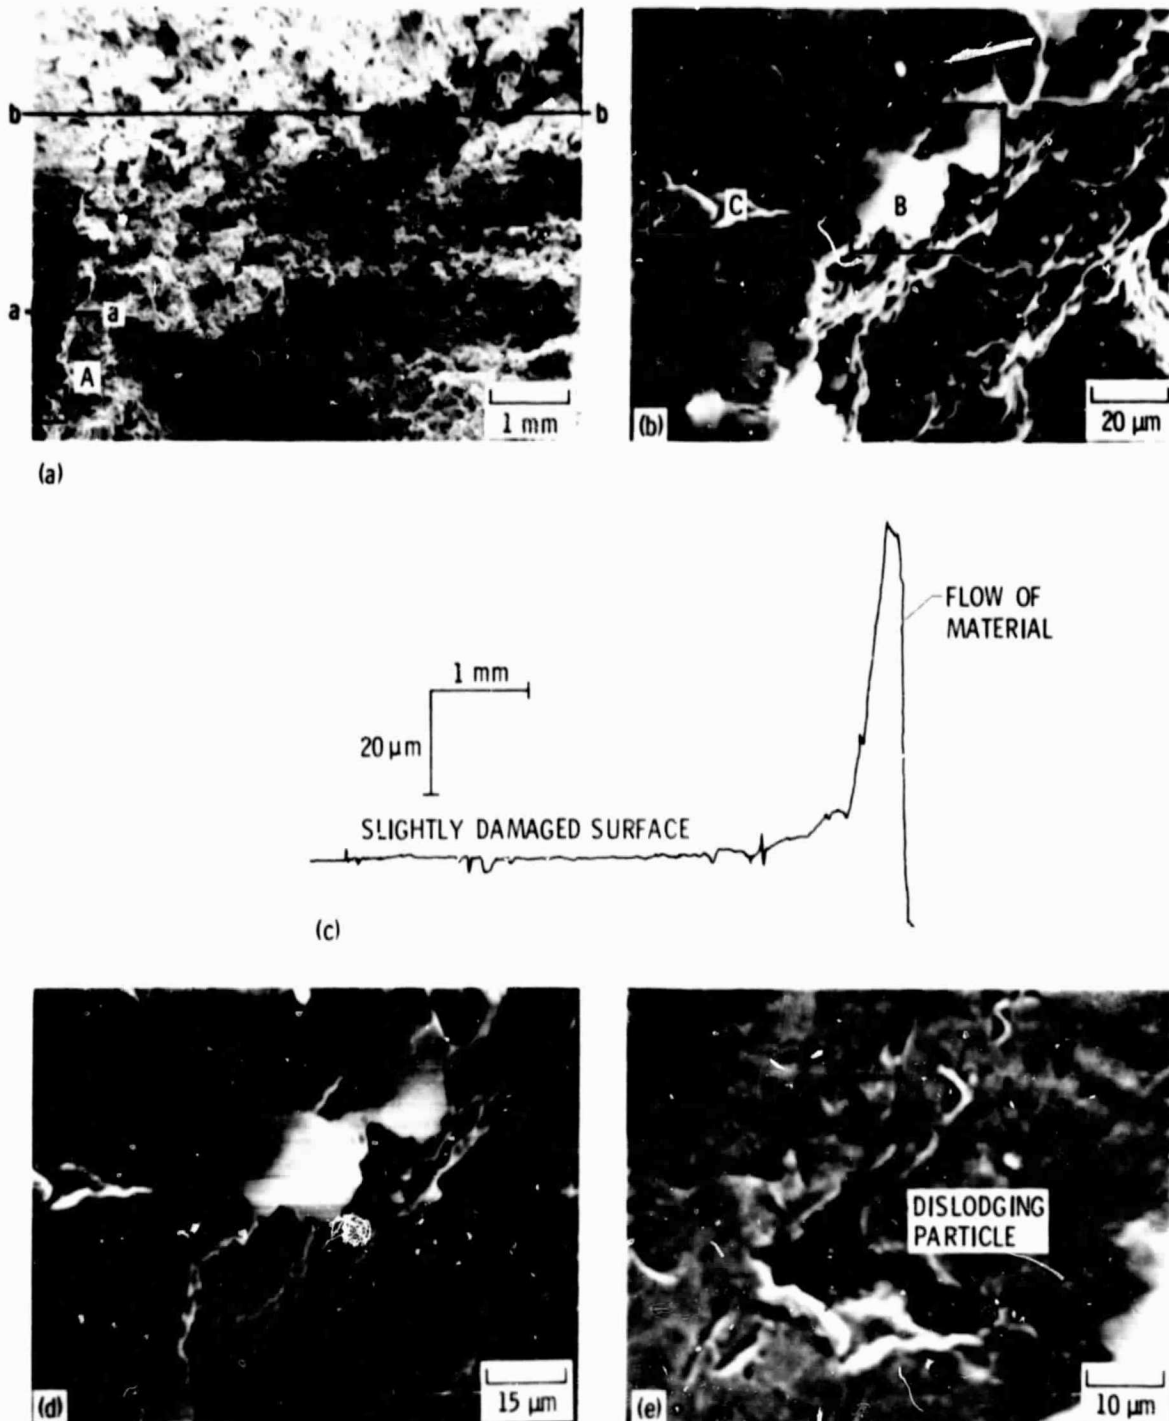 b
b
a
a
A
1 mm
(a)
C
B
(b)
20 µm
FLOW OF
MATERIAL
1 mm
20 µm
SLIGHTLY DAMAGED SURFACE
(c)
(d)
15 µm
DISLODGING
PARTICLE
(e)
10 µm